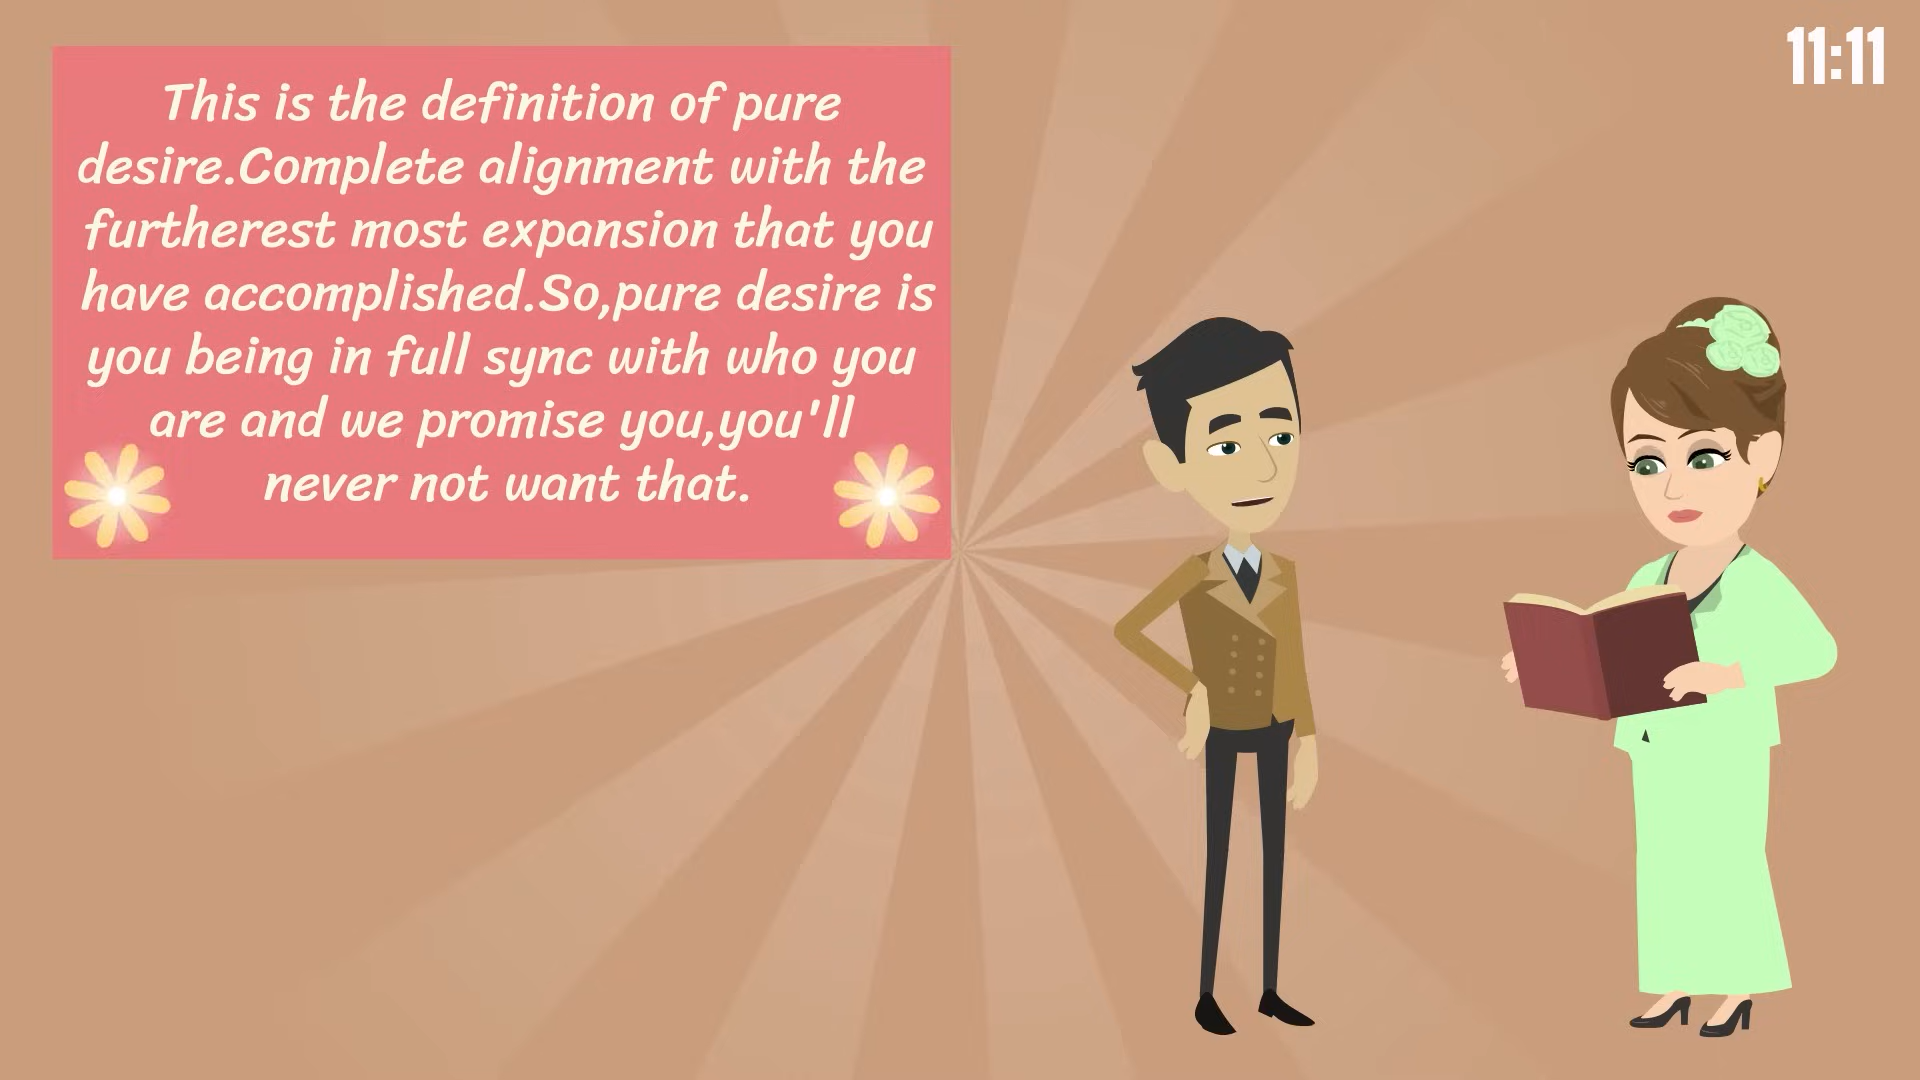 This is the definition of pure
desire.Complete alignment with the
furtherest most expansion that you
have accomplished.So,pure desire is
you being in full sync with who you
are and we promise you,you'll
never not want that.
11:11